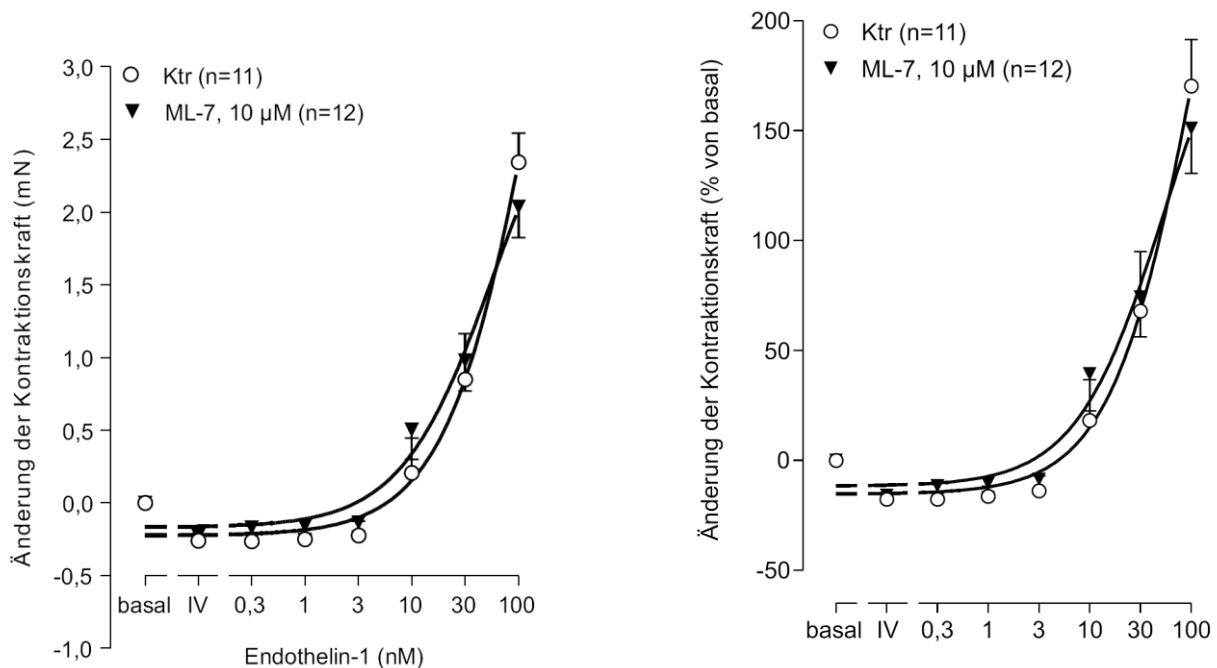 Änderung der Kontraktionskraft (mN)
Ktr (n=11)
ML-7, 10 µM (n=12)
3,0
2,5
2,0
1,5
1,0
0,5
0,0
-0,5
-1,0
basal IV 0,3 1 3 10 30 100
Endothelin-1 (nM)
Änderung der Kontraktionskraft (% von basal)
Ktr (n=11)
ML-7, 10 µM (n=12)
200
150
100
50
0
-50
basal IV 0,3 1 3 10 30 100